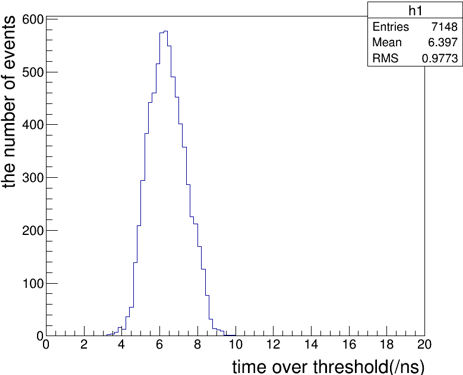 h1
Entries 7148
Mean 6.397
RMS 0.9773
the number of events
600
500
400
300
200
100
0
0 2 4 6 8 10 12 14 16 18 20
time over threshold(/ns)